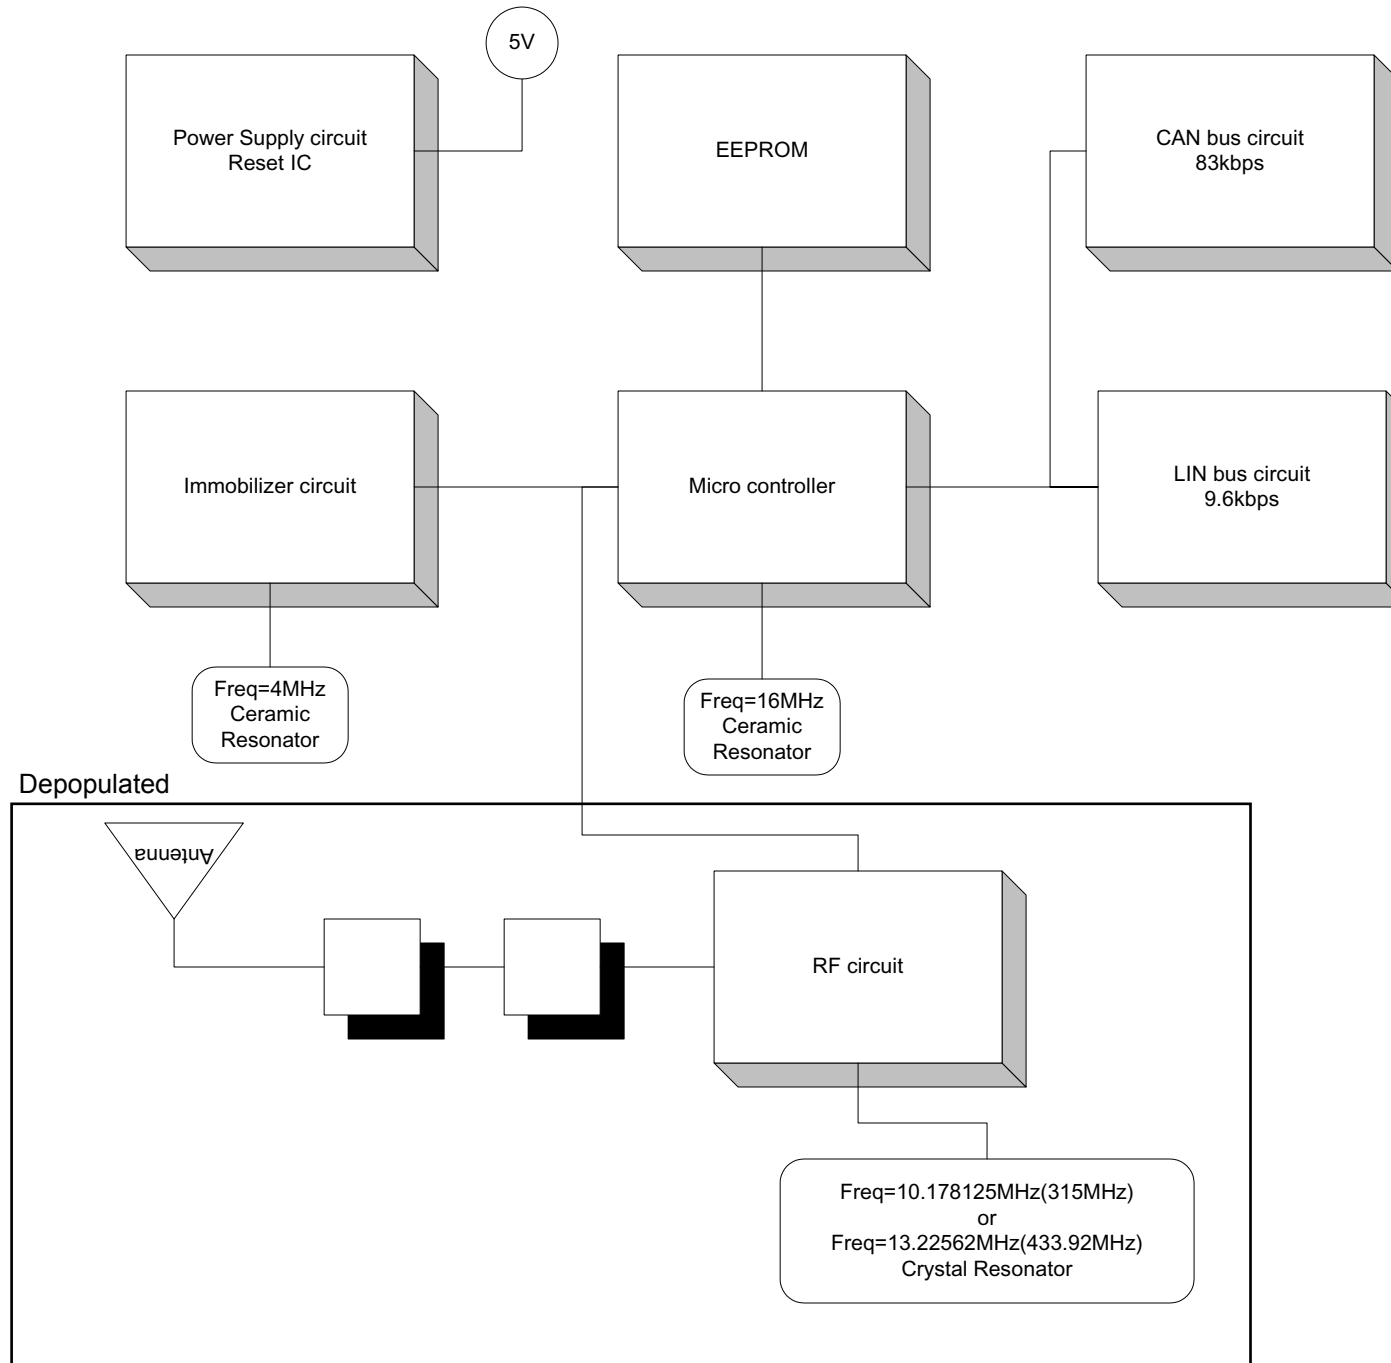 5V
Power Supply circuit
Reset IC
EEPROM
CAN bus circuit
83kbps
Immobilizer circuit
Micro controller
LIN bus circuit
9.6kbps
Freq=4MHz
Ceramic
Resonator
Freq=16MHz
Ceramic
Resonator
Depopulated
Antenna
RF circuit
Freq=10.178125MHz(315MHz)
or
Freq=13.22562MHz(433.92MHz)
Crystal Resonator